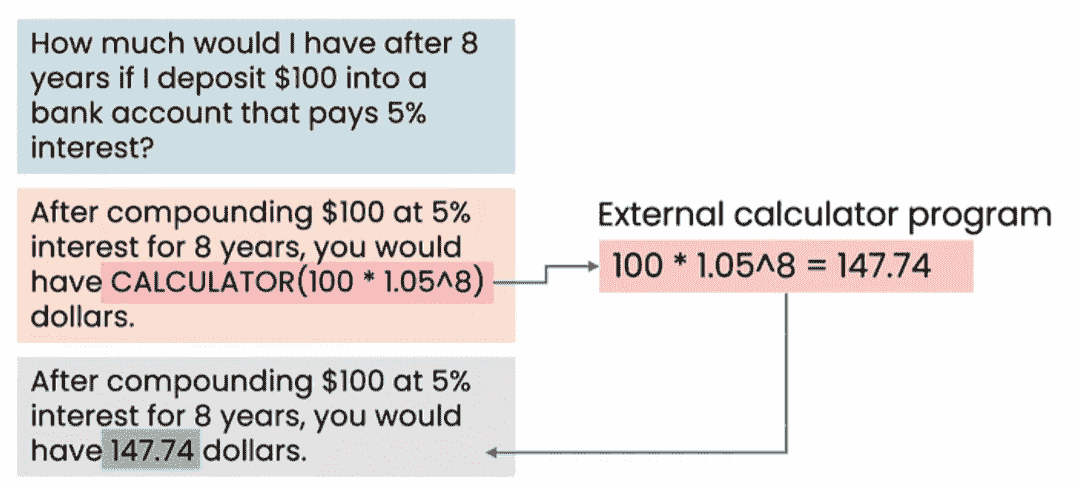 How much would I have after 8
years if I deposit $100 into a
bank account that pays 5%
interest?
After compounding $100 at 5%
interest for 8 years, you would
have CALCULATOR(100 * 1.05^8)
dollars.
External calculator program
100 * 1.05^8 = 147.74
After compounding $100 at 5%
interest for 8 years, you would
have 147.74 dollars.